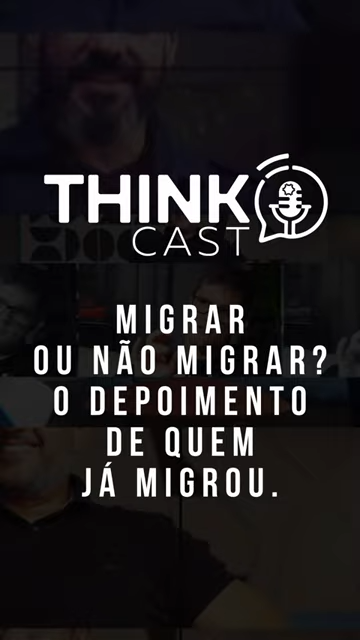 THINK
CAST
MIGRAR
OU NÃO MIGRAR?
O DEPOIMENTO
DE QUEM
JÁ MIGROU.